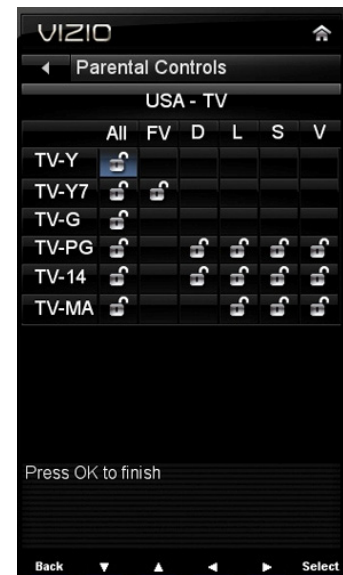 VIZIO
Parental Controls
USA - TV
All FV D L S V
TV-Y
TV-Y7
TV-G
TV-PG
TV-14
TV-MA
Press OK to finish
Back Select